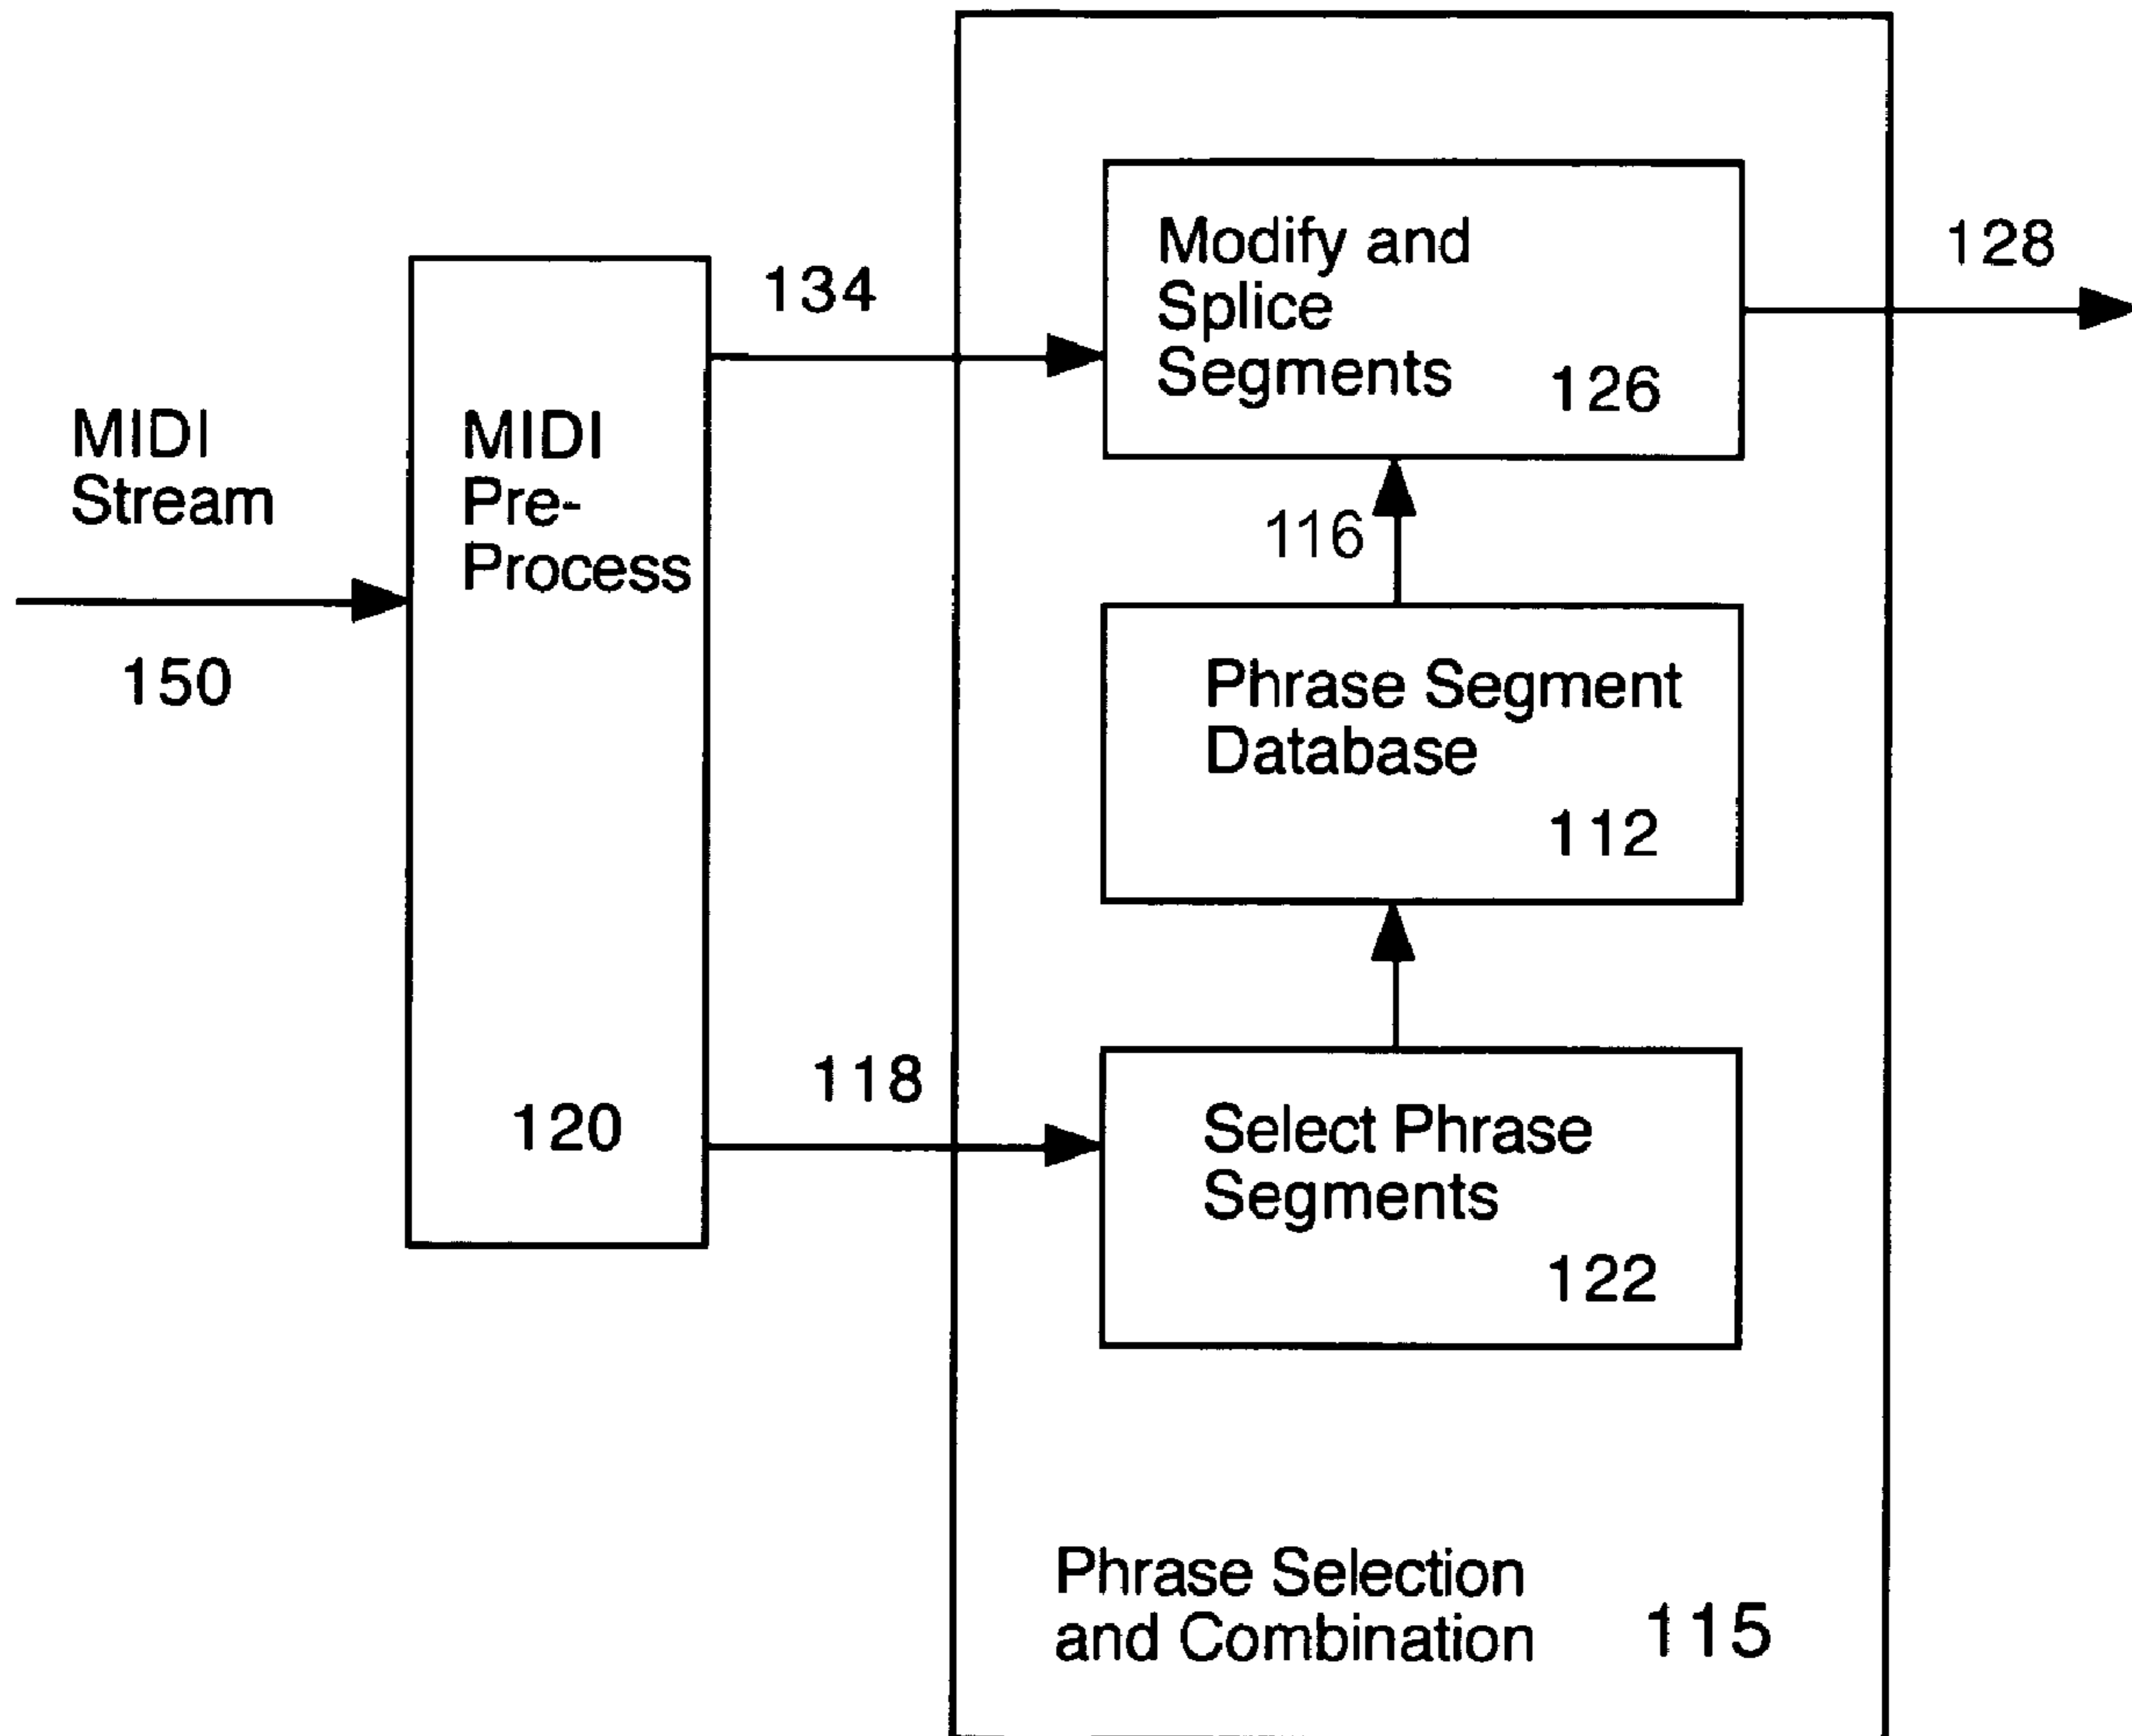 MIDI
Stream
150
MIDI
Pre-
Process
120
134
118
Modify and
Splice
Segments
126
128
116
Phrase Segment
Database
112
Select Phrase
Segments
122
Phrase Selection
and Combination
115